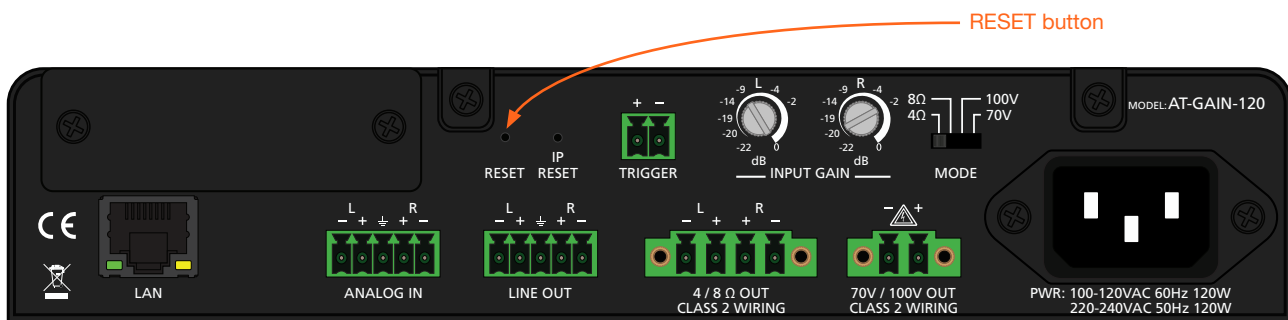 RESET button
L
R
-9
-4
-14
-2
-19
-20
-22
0
dB
-9
-4
-14
-2
-19
-20
-22
0
dB
INPUT GAIN
8Ω
100V
4Ω
70V
MODE
MODEL: AT-GAIN-120
+ −
TRIGGER
RESET
IP
RESET
CE
LAN
L R
− + + −
ANALOG IN
L R
− + + −
LINE OUT
L R
− + + −
4 / 8 Ω OUT
CLASS 2 WIRING
− +
70V / 100V OUT
CLASS 2 WIRING
PWR: 100-120VAC 60Hz 120W
220-240VAC 50Hz 120W